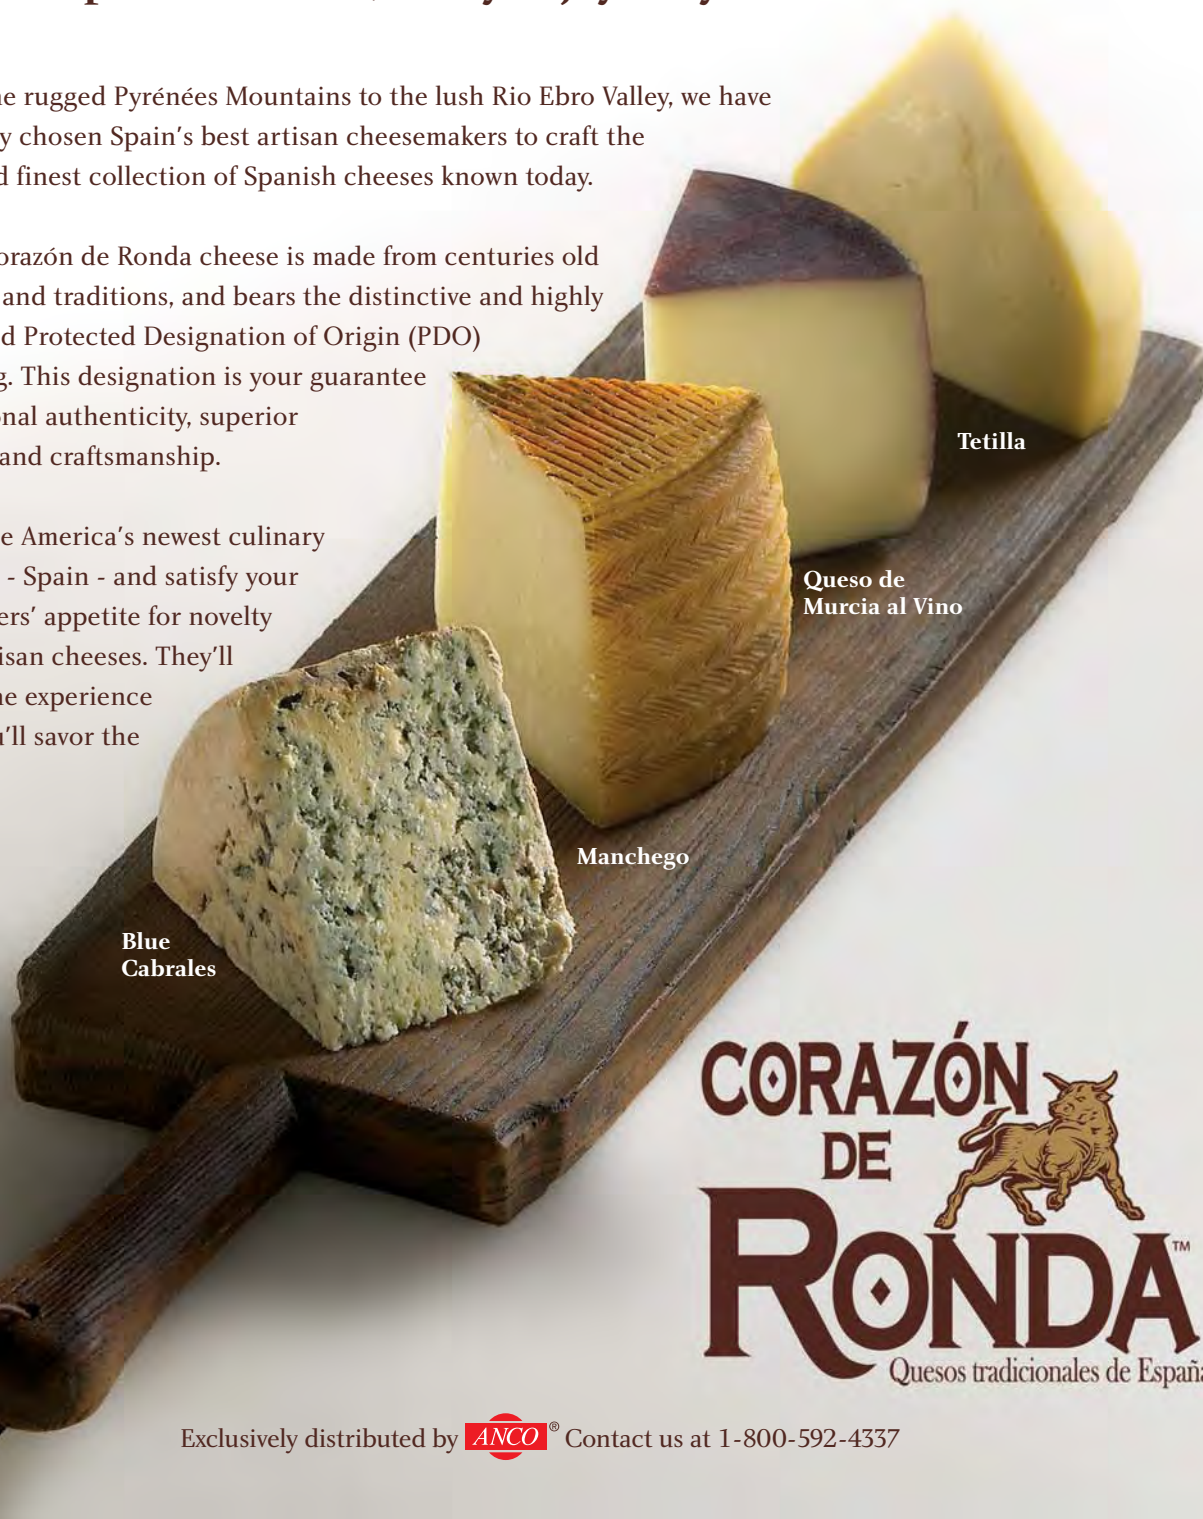 e rugged Pyrénées Mountains to the lush Rio Ebro Valley, we have
y chosen Spain's best artisan cheesemakers to craft the
d finest collection of Spanish cheeses known today.
orazón de Ronda cheese is made from centuries old
and traditions, and bears the distinctive and highly
d Protected Designation of Origin (PDO)
g. This designation is your guarantee
nal authenticity, superior
and craftsmanship.
e America's newest culinary
- Spain - and satisfy your
ers' appetite for novelty
isan cheeses. They'll
e experience
u'll savor the
Tetilla
Queso de
Murcia al Vino
Manchego
Blue
Cabrales
CORAZÓN
DE
RONDA™
Quesos tradicionales de España
Exclusively distributed by ANCO® Contact us at 1-800-592-4337